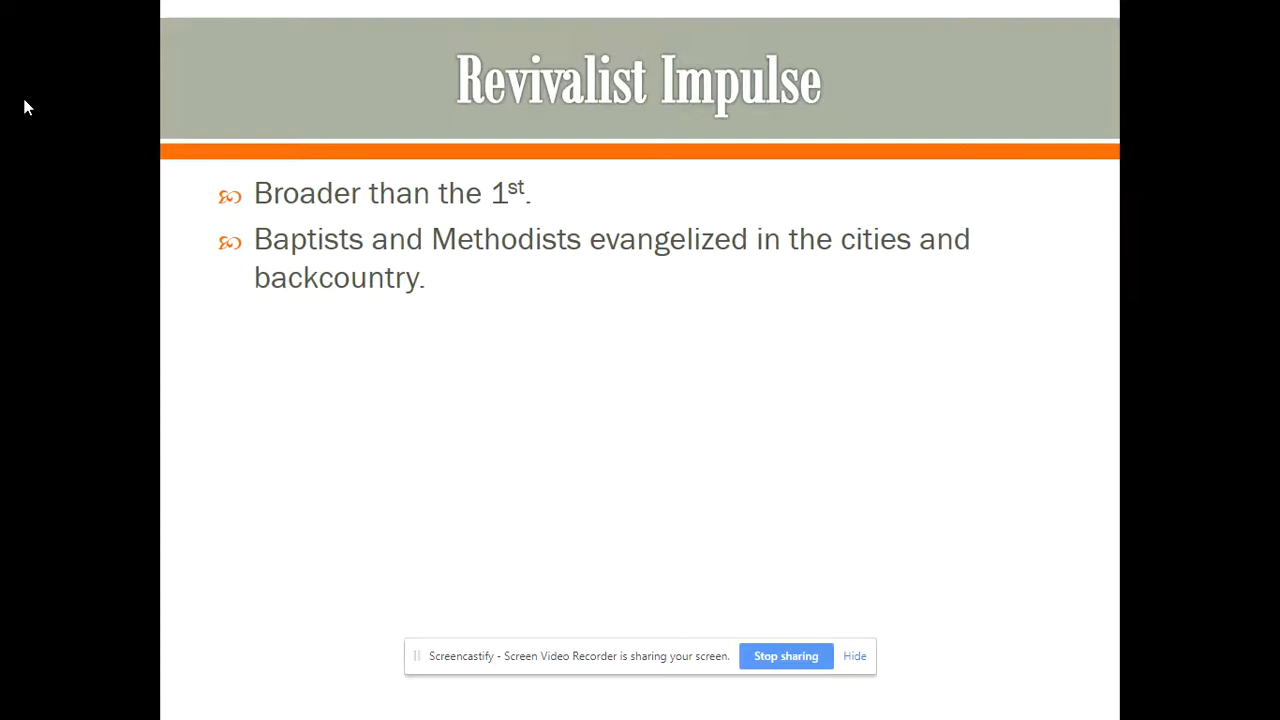 Revivalist Impulse
Broader than the 1st.
Baptists and Methodists evangelized in the cities and
backcountry.
Screencastify - Screen Video Recorder is sharing your screen. Stop sharing Hide